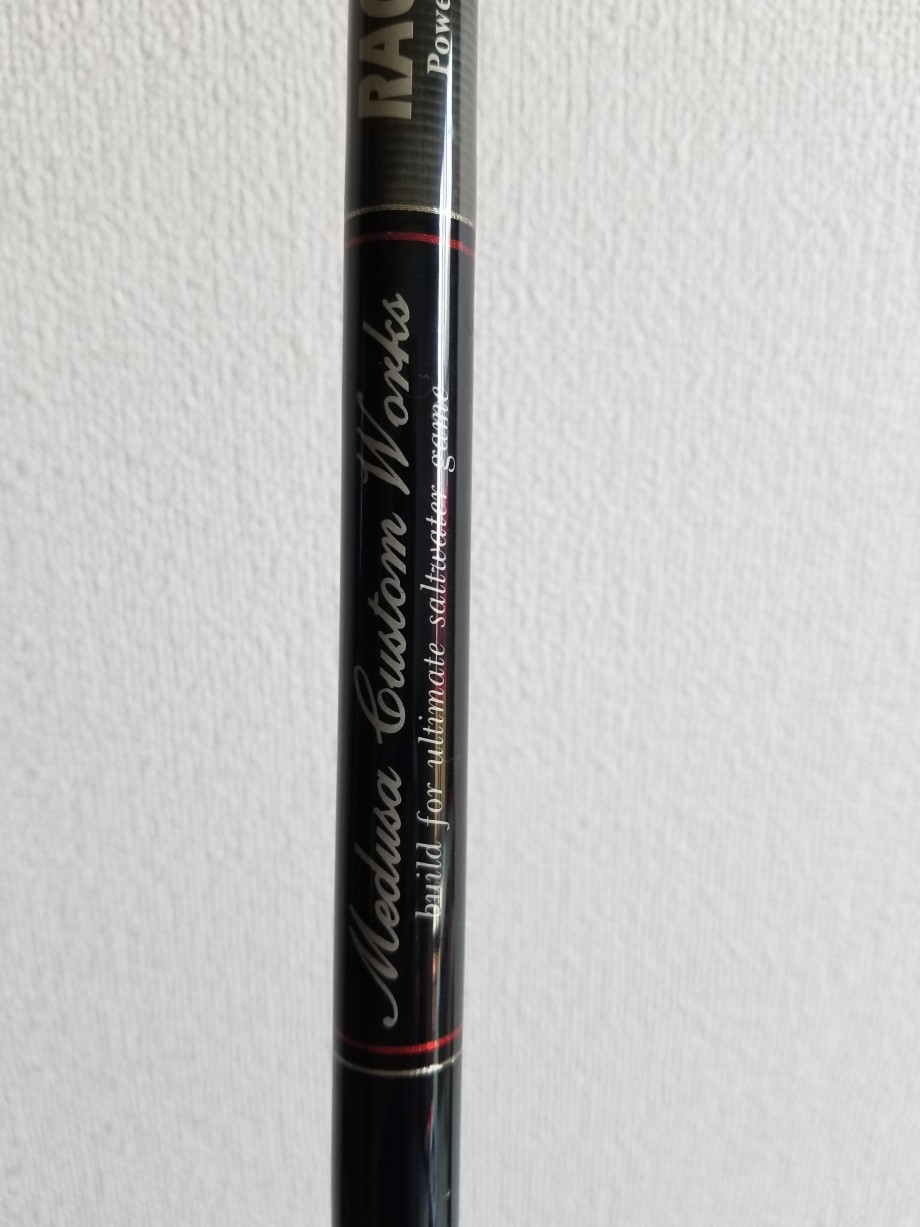 Medusa Custom Works
build for ultimate saltwater game